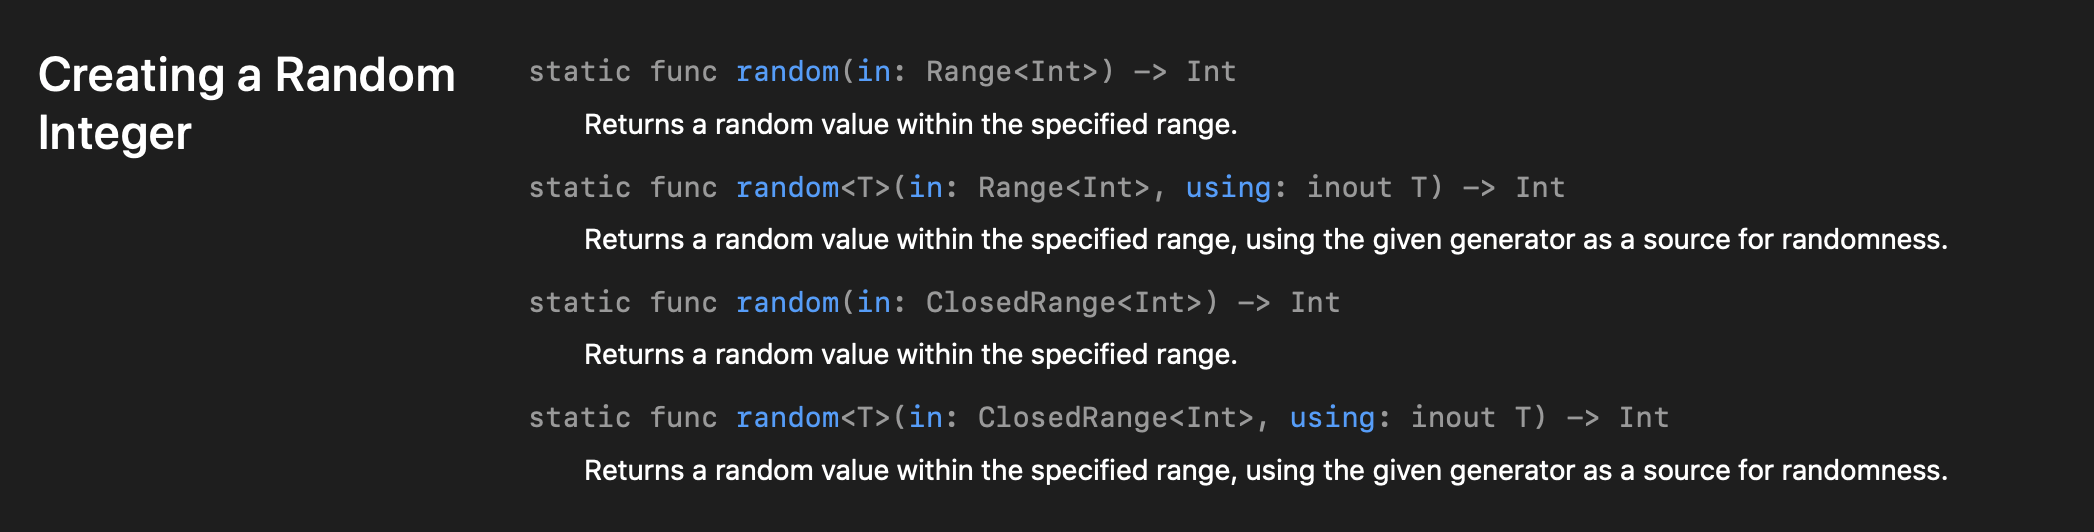 Creating a Random
Integer
static func random(in: Range<Int>) -> Int
Returns a random value within the specified range.
static func random<T>(in: Range<Int>, using: inout T) -> Int
Returns a random value within the specified range, using the given generator as a source for randomness.
static func random(in: ClosedRange<Int>) -> Int
Returns a random value within the specified range.
static func random<T>(in: ClosedRange<Int>, using: inout T) -> Int
Returns a random value within the specified range, using the given generator as a source for randomness.